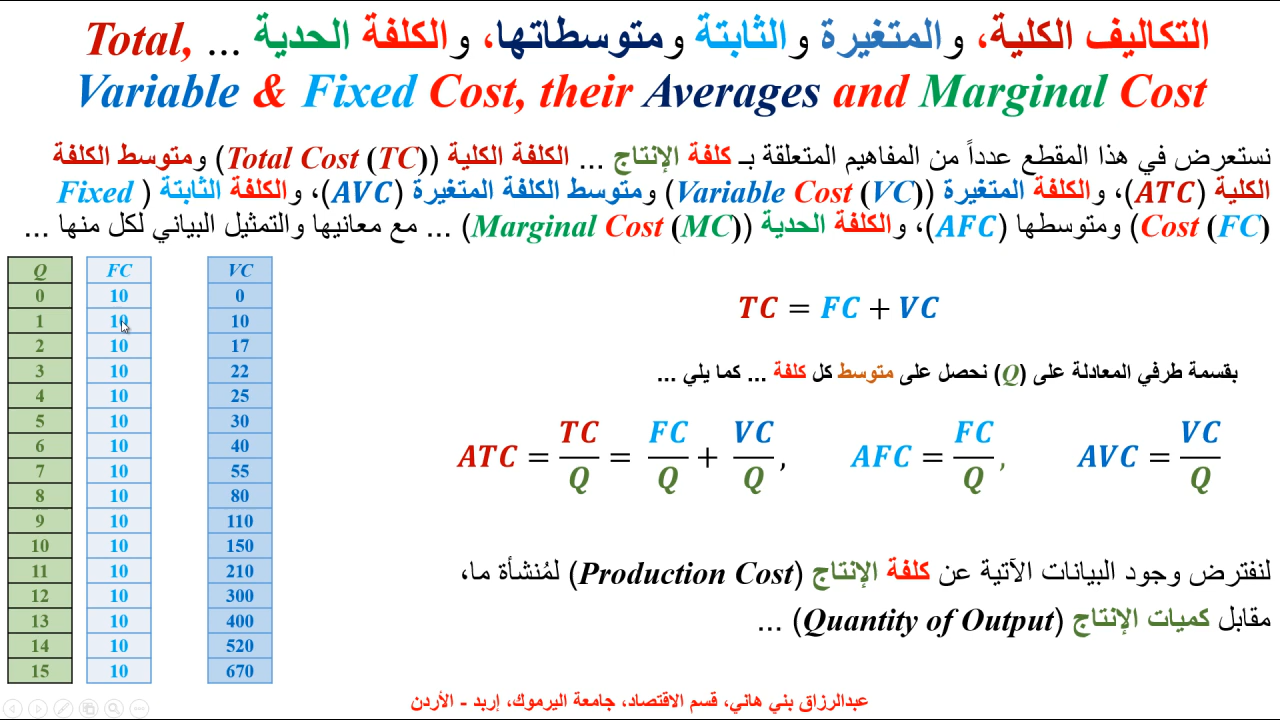 التكاليف الكلية، والمتغيرة والثابتة ومتوسطاتها، والكلفة الحدية ... Total,
Variable & Fixed Cost, their Averages and Marginal Cost
نستعرض في هذا المقطع عدداً من المفاهيم المتعلقة بـ كلفة الإنتاج ... الكلفة الكلية (Total Cost (TC)) ومتوسط الكلفة
الكلية (ATC)، والكلفة المتغيرة (Variable Cost (VC)) ومتوسط الكلفة المتغيرة (AVC)، والكلفة الثابتة (Fixed
Cost (FC)) ومتوسطها (AFC)، والكلفة الحدية (Marginal Cost (MC)) ... مع معانيها والتمثيل البياني لكل منها ...
Q FC VC
0 10 0
1 10 10
2 10 17
3 10 22
4 10 25
5 10 30
6 10 40
7 10 55
8 10 80
9 10 110
10 10 150
11 10 210
12 10 300
13 10 400
14 10 520
15 10 670
TC = FC + VC
بقسمة طرفي المعادلة على (Q) نحصل على متوسط كل كلفة ... كما يلي ...
ATC = TC/Q = FC/Q + VC/Q , AFC = FC/Q , AVC = VC/Q
لنفترض وجود البيانات الآتية عن كلفة الإنتاج (Production Cost) لمُنشأة ما،
مقابل كميات الإنتاج (Quantity of Output) ...
عبدالرزاق بني هاني، قسم الاقتصاد، جامعة اليرموك، إربد - الأردن